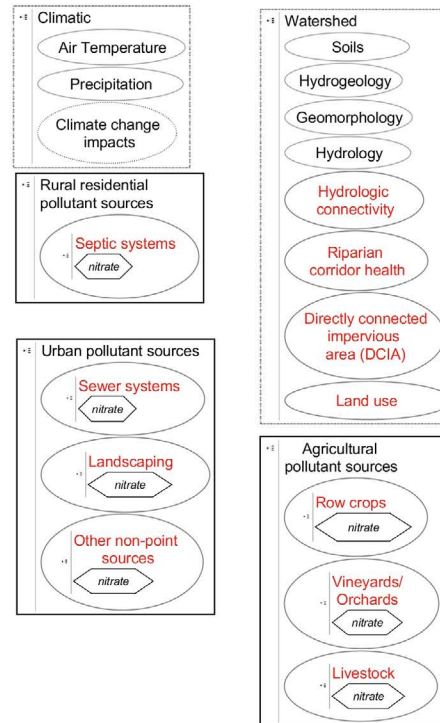 Climatic
Air Temperature
Precipitation
Climate change
impacts
Rural residential
pollutant sources
Septic systems
nitrate
Urban pollutant sources
Sewer systems
nitrate
Landscaping
nitrate
Other non-point
sources
nitrate
Watershed
Soils
Hydrogeology
Geomorphology
Hydrology
Hydrologic
connectivity
Riparian
corridor health
Directly connected
impervious
area (DCIA)
Land use
Agricultural
pollutant sources
Row crops
nitrate
Vineyards/
Orchards
nitrate
Livestock
nitrate